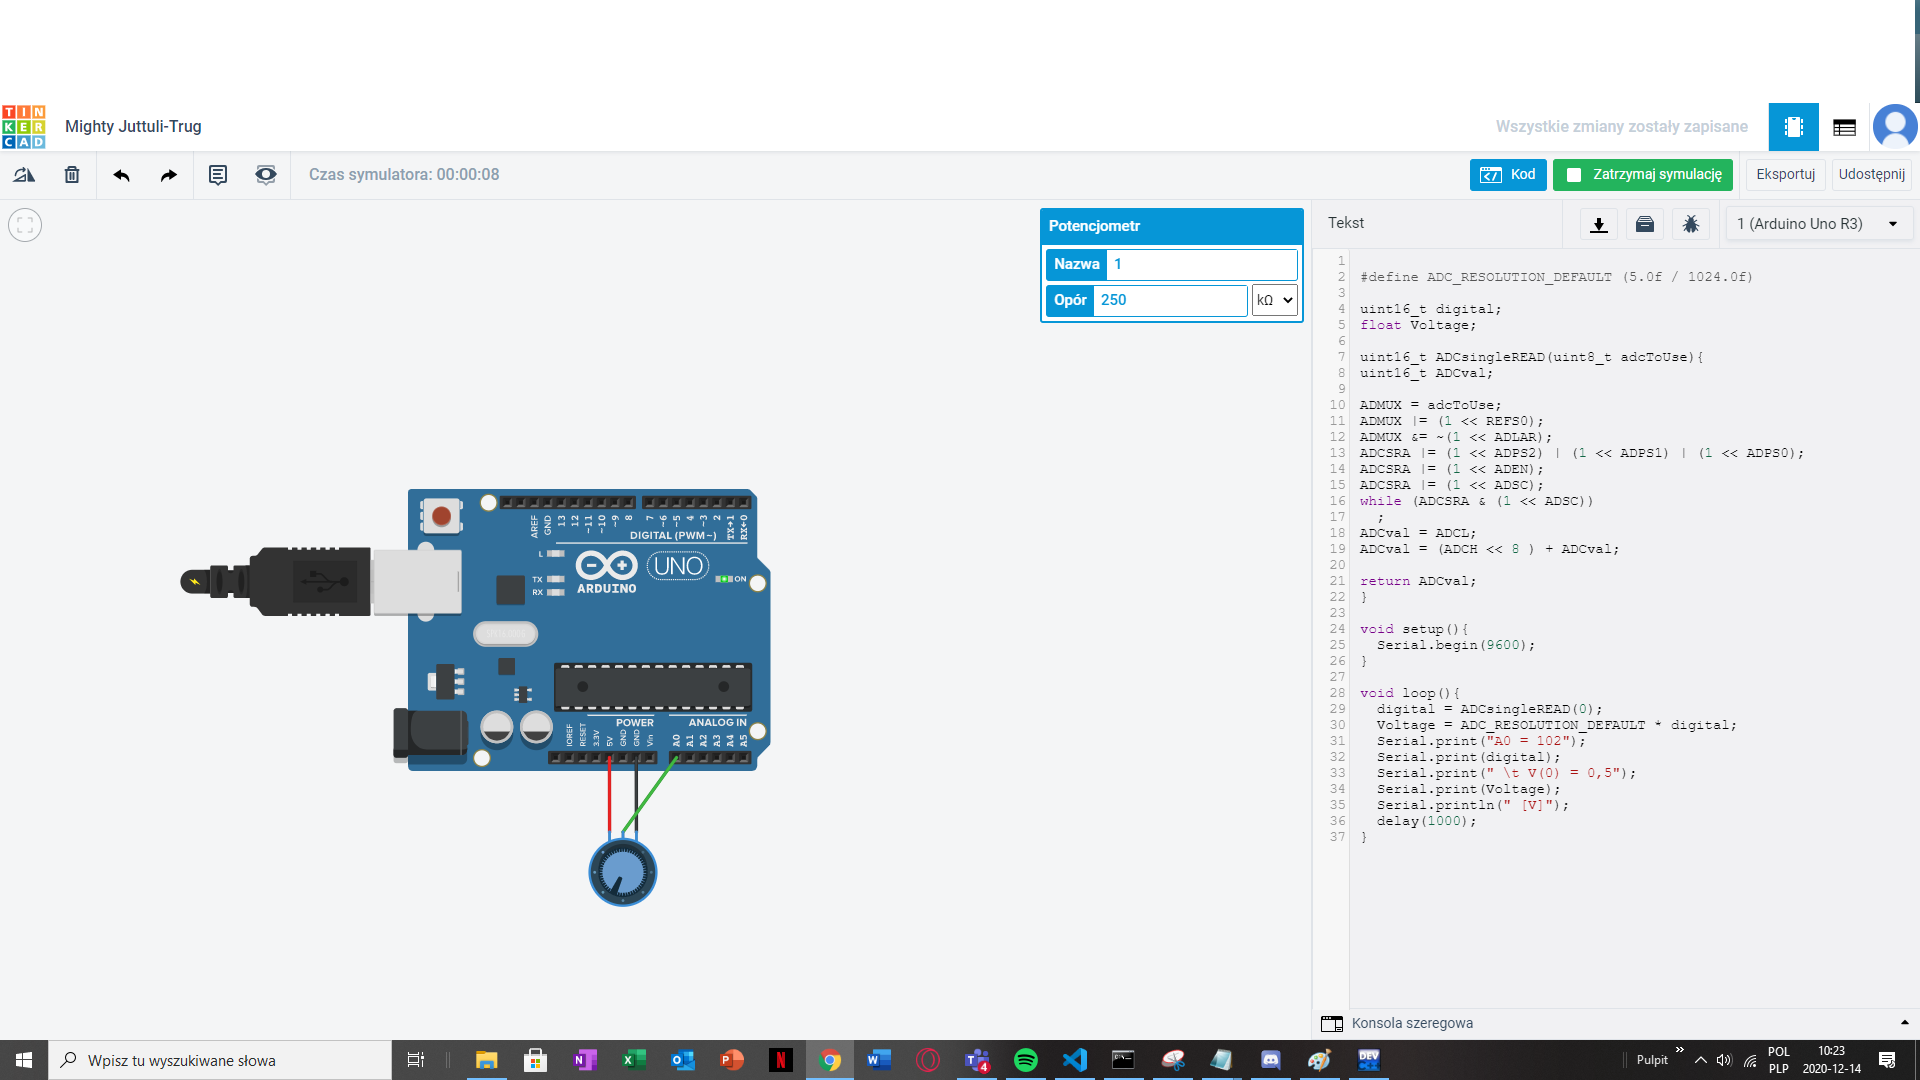 TIN
KER
CAD
Mighty Juttuli-Trug
Wszystkie zmiany zostały zapisane
Czas symulatora: 00:00:08
Kod
Zatrzymaj symulację
Eksportuj
Udostępnij
Potencjometr
Nazwa 1
Opór 250 kΩ
Tekst
1 (Arduino Uno R3)
1
2 #define ADC_RESOLUTION_DEFAULT (5.0f / 1024.0f)
3
4 uint16_t digital;
5 float Voltage;
6
7 uint16_t ADCsingleREAD(uint8_t adcToUse){
8 uint16_t ADCval;
9
10 ADMUX = adcToUse;
11 ADMUX |= (1 << REFS0);
12 ADMUX &= ~(1 << ADLAR);
13 ADCSRA |= (1 << ADPS2) | (1 << ADPS1) | (1 << ADPS0);
14 ADCSRA |= (1 << ADEN);
15 ADCSRA |= (1 << ADSC);
16 while (ADCSRA & (1 << ADSC))
17 ;
18 ADCval = ADCL;
19 ADCval = (ADCH << 8 ) + ADCval;
20
21 return ADCval;
22 }
23
24 void setup(){
25 Serial.begin(9600);
26 }
27
28 void loop(){
29 digital = ADCsingleREAD(0);
30 Voltage = ADC_RESOLUTION_DEFAULT * digital;
31 Serial.print("A0 = 102");
32 Serial.print(digital);
33 Serial.print(" \t V(0) = 0,5");
34 Serial.print(Voltage);
35 Serial.println(" [V]");
36 delay(1000);
37 }
AREF GND 13 12 ~11 ~10 ~9 8 7 ~6 ~5 4 ~3 2 TX→1 RX←0
DIGITAL (PWM~)
L
UNO
TX
RX
ARDUINO
ON
POWER
ANALOG IN
IOREF RESET 3.3V 5V GND GND Vin A0 A1 A2 A3 A4 A5
Konsola szeregowa
Wpisz tu wyszukiwane słowa
4
DEV
Pulpit
POL
PLP
10:23
2020-12-14